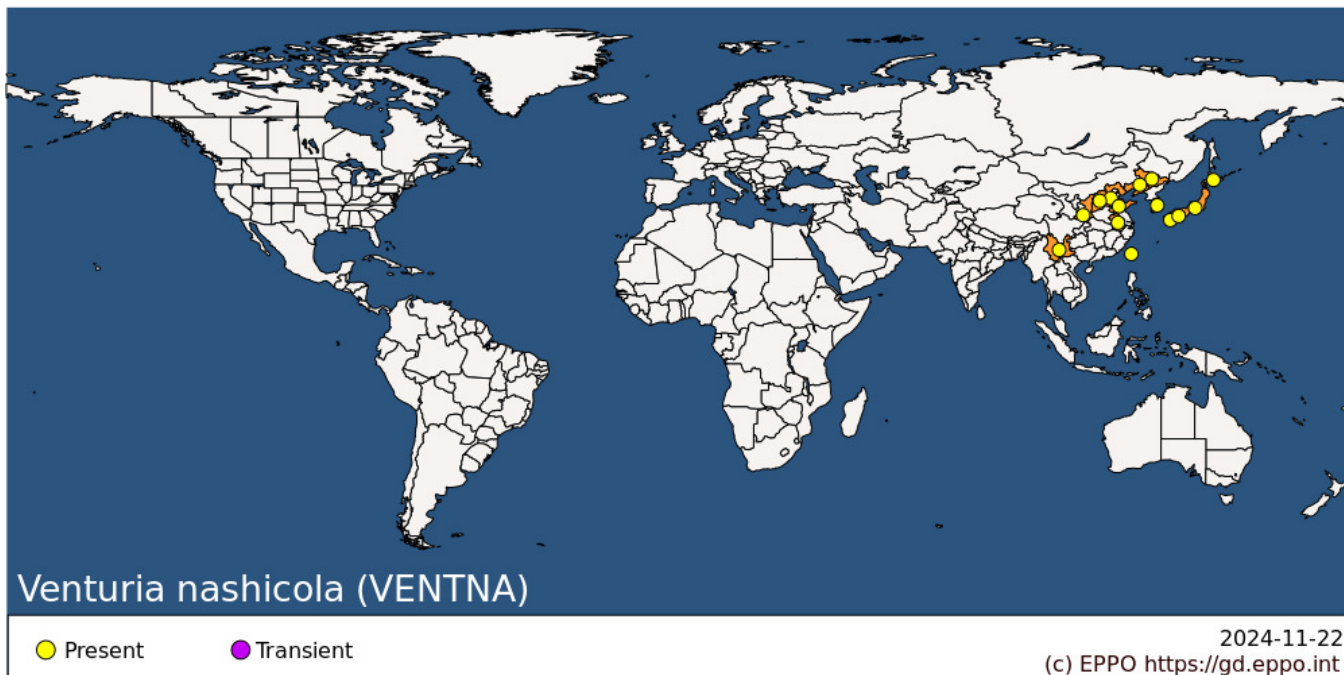 Venturia nashicola (VENTNA)
Present
Transient
2024-11-22
(c) EPPO https://gd.eppo.int